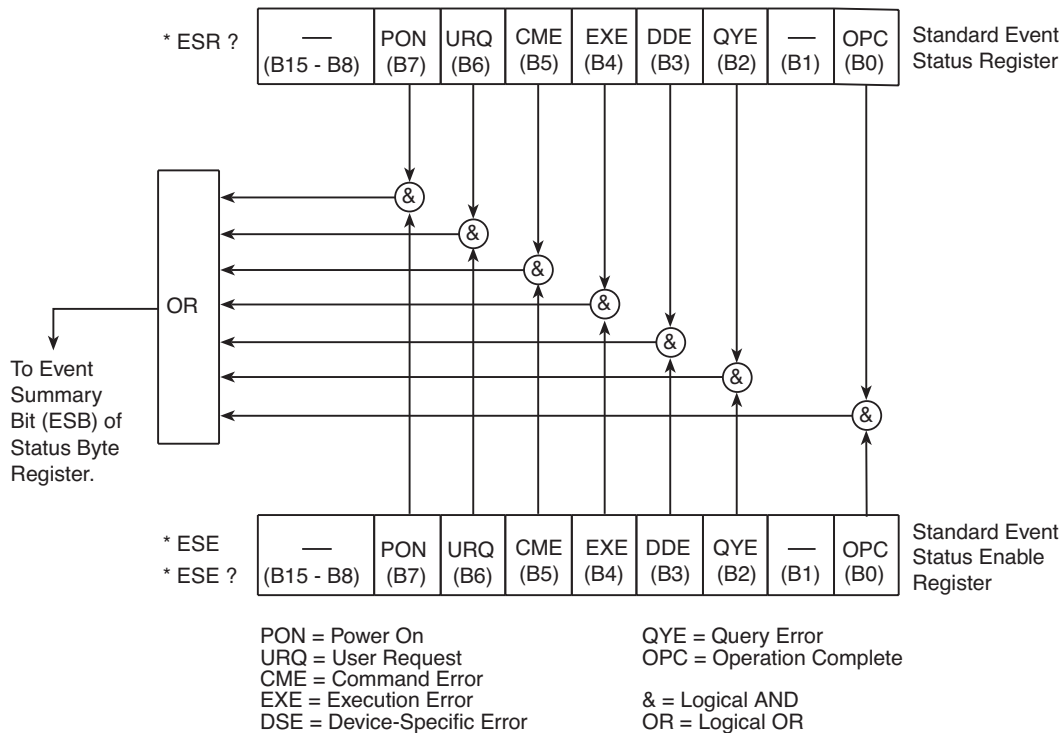 * ESR ?
— PON URQ CME EXE DDE QYE — OPC
(B15 - B8) (B7) (B6) (B5) (B4) (B3) (B2) (B1) (B0)
Standard Event
Status Register
&
&
&
&
&
&
&
OR
To Event
Summary
Bit (ESB) of
Status Byte
Register.
* ESE
* ESE ?
— PON URQ CME EXE DDE QYE — OPC
(B15 - B8) (B7) (B6) (B5) (B4) (B3) (B2) (B1) (B0)
Standard Event
Status Enable
Register
PON = Power On
URQ = User Request
CME = Command Error
EXE = Execution Error
DSE = Device-Specific Error
QYE = Query Error
OPC = Operation Complete
& = Logical AND
OR = Logical OR